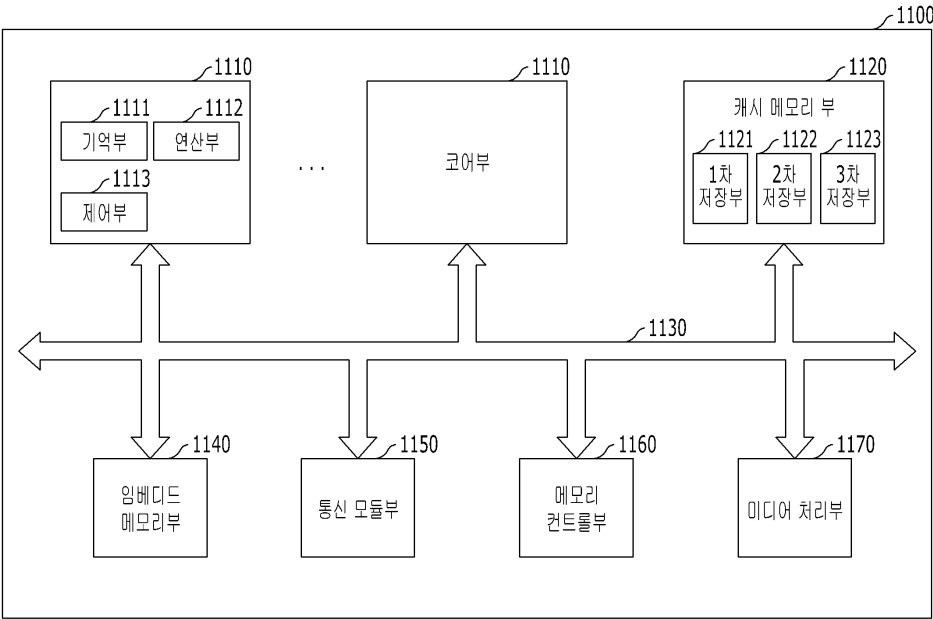 1100
1110
1110
1120
1111
1112
기억부
연산부
1113
제어부
...
코어부
캐시 메모리 부
1121
1122
1123
1차
저장부
2차
저장부
3차
저장부
1130
1140
1150
1160
1170
임베디드
메모리부
통신 모듈부
메모리
컨트롤부
미디어 처리부